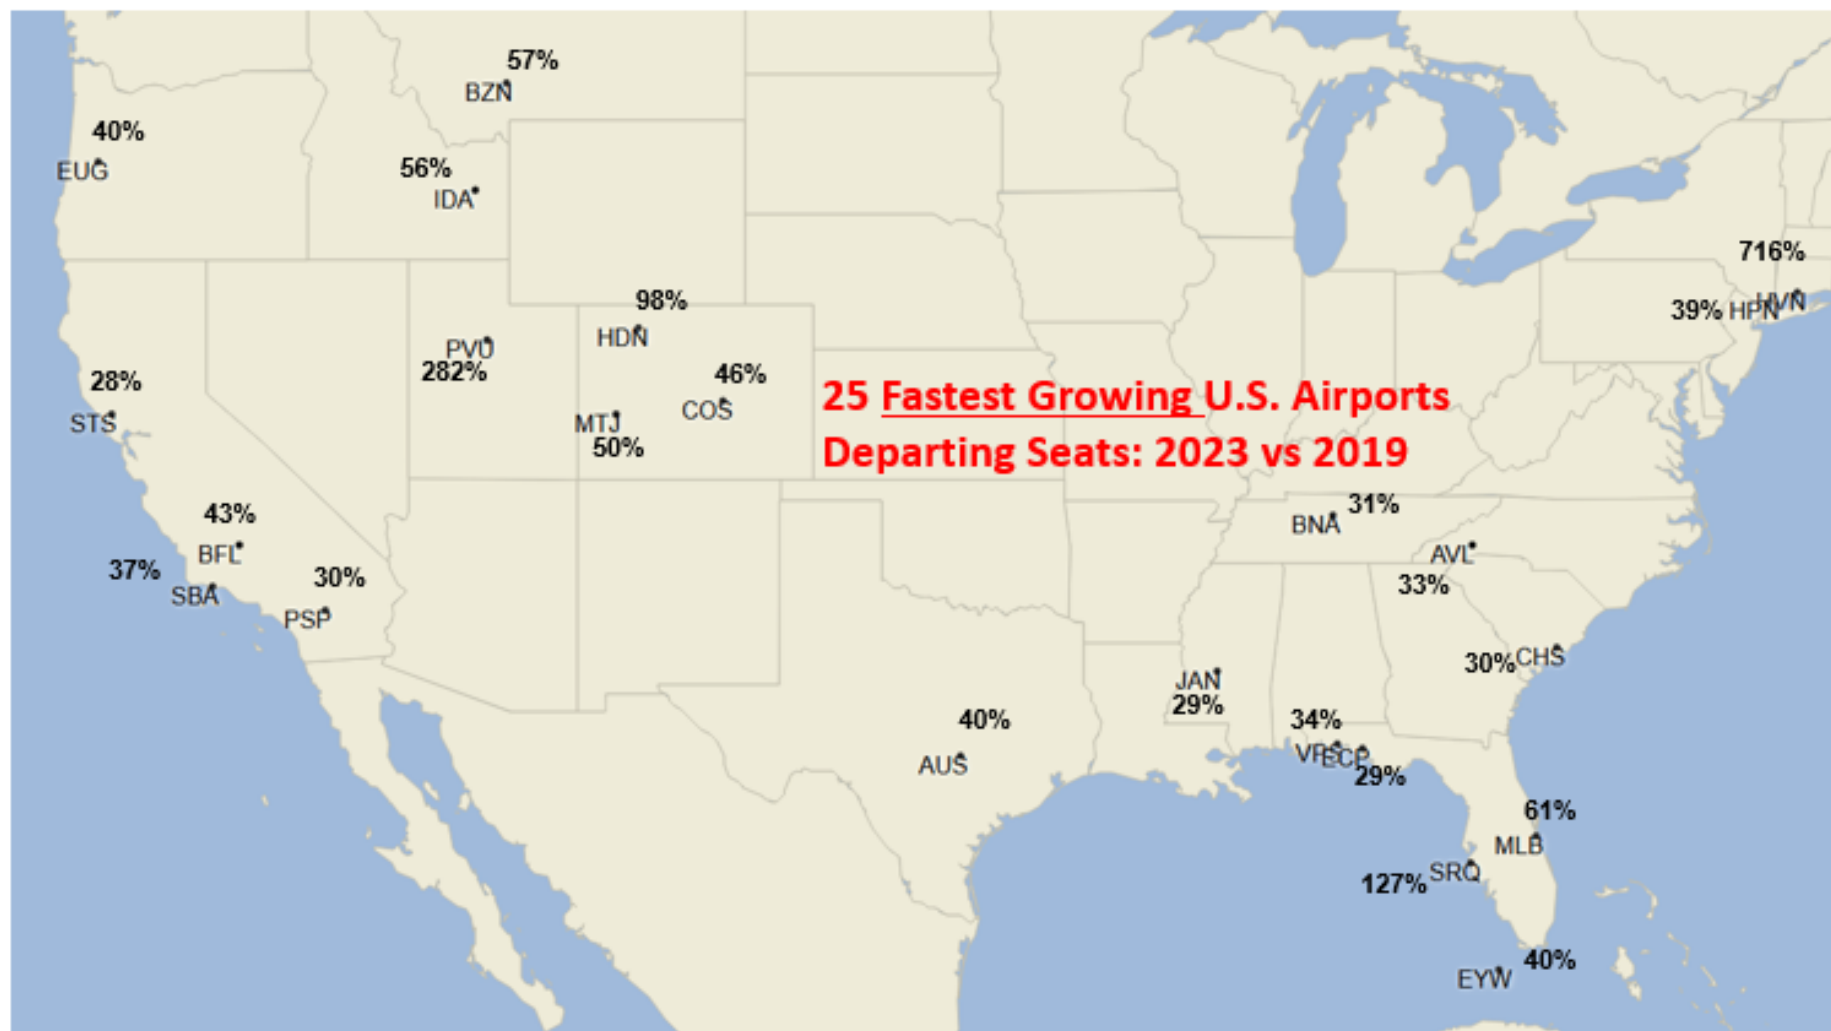 57%
BZN
40%
EUG
56%
IDA
716%
HVN
98%
39%
HPN
HDN
PVU
282%
28%
46%
25 Fastest Growing U.S. Airports
STS
MTJ
COS
50%
Departing Seats: 2023 vs 2019
43%
31%
BNA
BFL
AVL
37%
30%
33%
SBA
PSP
CHS
30%
JAN
29%
40%
34%
VPS
ECP
AUS
29%
61%
MLB
SRQ
127%
40%
EYW